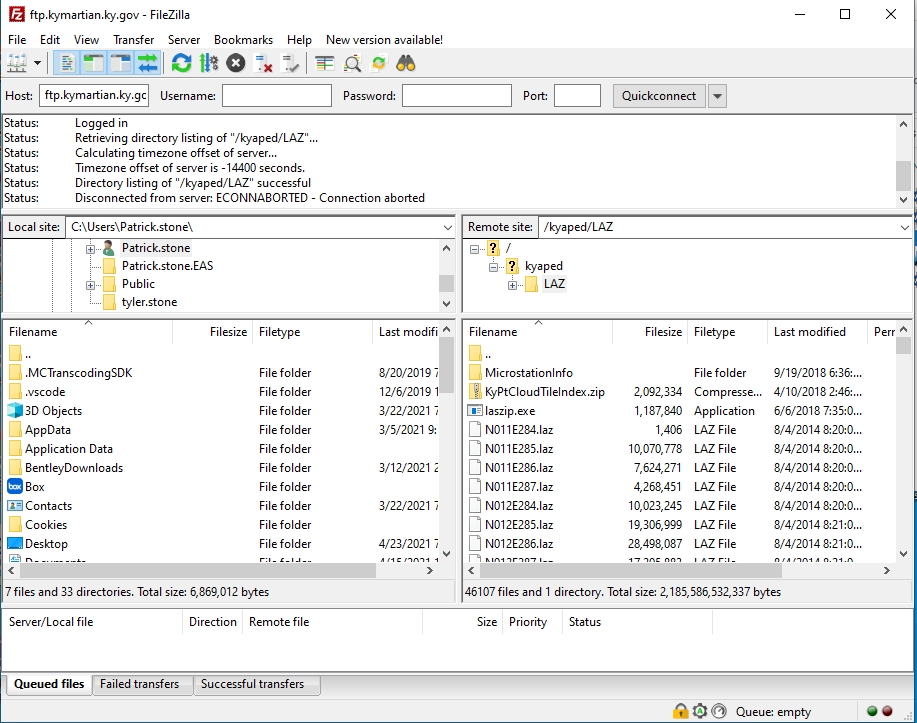 ftp.kymartian.ky.gov - FileZilla
File Edit View Transfer Server Bookmarks Help New version available!
Host: ftp.kymartian.ky.gc Username: Password: Port: Quickconnect
Status: Logged in
Status: Retrieving directory listing of "/kyaped/LAZ"...
Status: Calculating timezone offset of server...
Status: Timezone offset of server is -14400 seconds.
Status: Directory listing of "/kyaped/LAZ" successful
Status: Disconnected from server: ECONNABORTED - Connection aborted
Local site: C:\Users\Patrick.stone\
Patrick.stone
Patrick.stone.EAS
Public
tyler.stone
Remote site: /kyaped/LAZ
/
kyaped
LAZ
Filename Filesize Filetype Last modifi
..
.MCTranscodingSDK File folder 8/20/2019 7
.vscode File folder 12/6/2019 1
3D Objects File folder 3/22/2021 7
AppData File folder 3/5/2021 9:
Application Data File folder
BentleyDownloads File folder 3/12/2021 2
Box File folder
Contacts File folder 3/22/2021 7
Cookies File folder
Desktop File folder 4/23/2021 7
Documents File folder 4/15/2021 1
7 files and 33 directories. Total size: 6,869,012 bytes
Filename Filesize Filetype Last modified Perr
..
MicrostationInfo File folder 9/19/2018 6:36:...
KyPtCloudTileIndex.zip 2,092,334 Compresse... 4/10/2018 2:46:...
laszip.exe 1,187,840 Application 6/6/2018 7:35:0...
N011E284.laz 1,406 LAZ File 8/4/2014 8:20:0...
N011E285.laz 10,070,778 LAZ File 8/4/2014 8:20:0...
N011E286.laz 7,624,271 LAZ File 8/4/2014 8:20:0...
N011E287.laz 4,268,451 LAZ File 8/4/2014 8:20:0...
N012E284.laz 10,023,245 LAZ File 8/4/2014 8:20:0...
N012E285.laz 19,306,999 LAZ File 8/4/2014 8:21:0...
N012E286.laz 28,498,087 LAZ File 8/4/2014 8:21:0...
N012E287.laz 17,205,882 LAZ File 8/4/2014 8:21:0...
46107 files and 1 directory. Total size: 2,185,586,532,337 bytes
Server/Local file Direction Remote file Size Priority Status
Queued files Failed transfers Successful transfers
Queue: empty